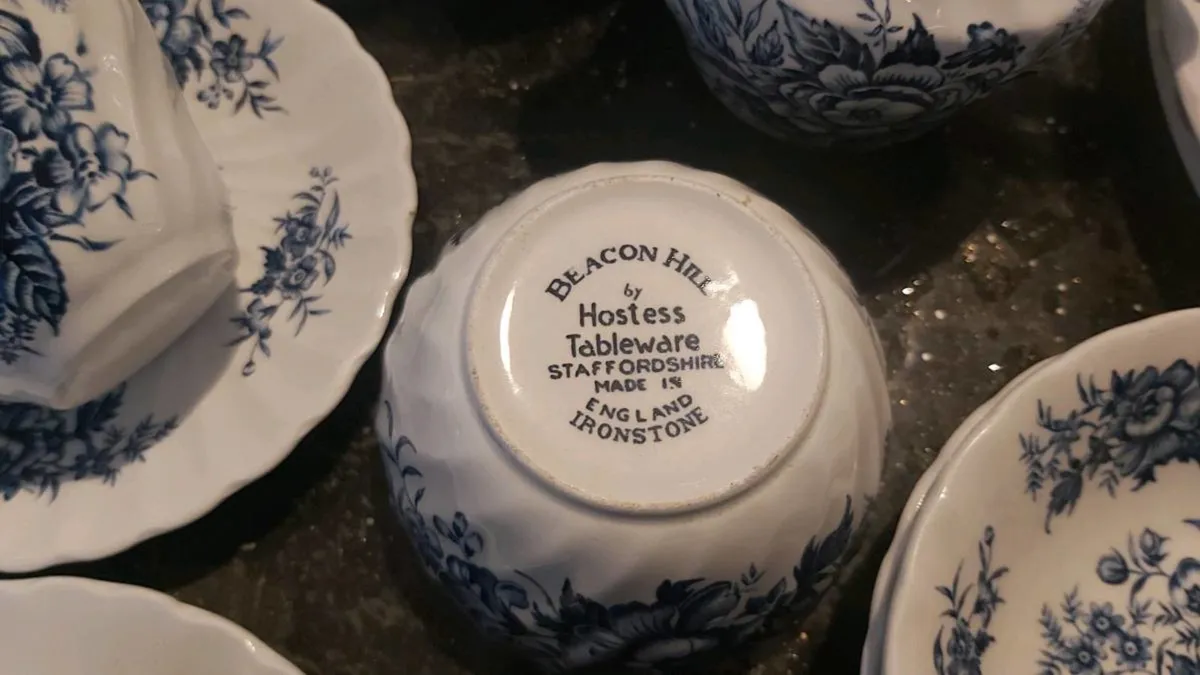 BEACON HILL
by
Hostess
Tableware
STAFFORDSHIRE
MADE IN
ENGLAND
IRONSTONE